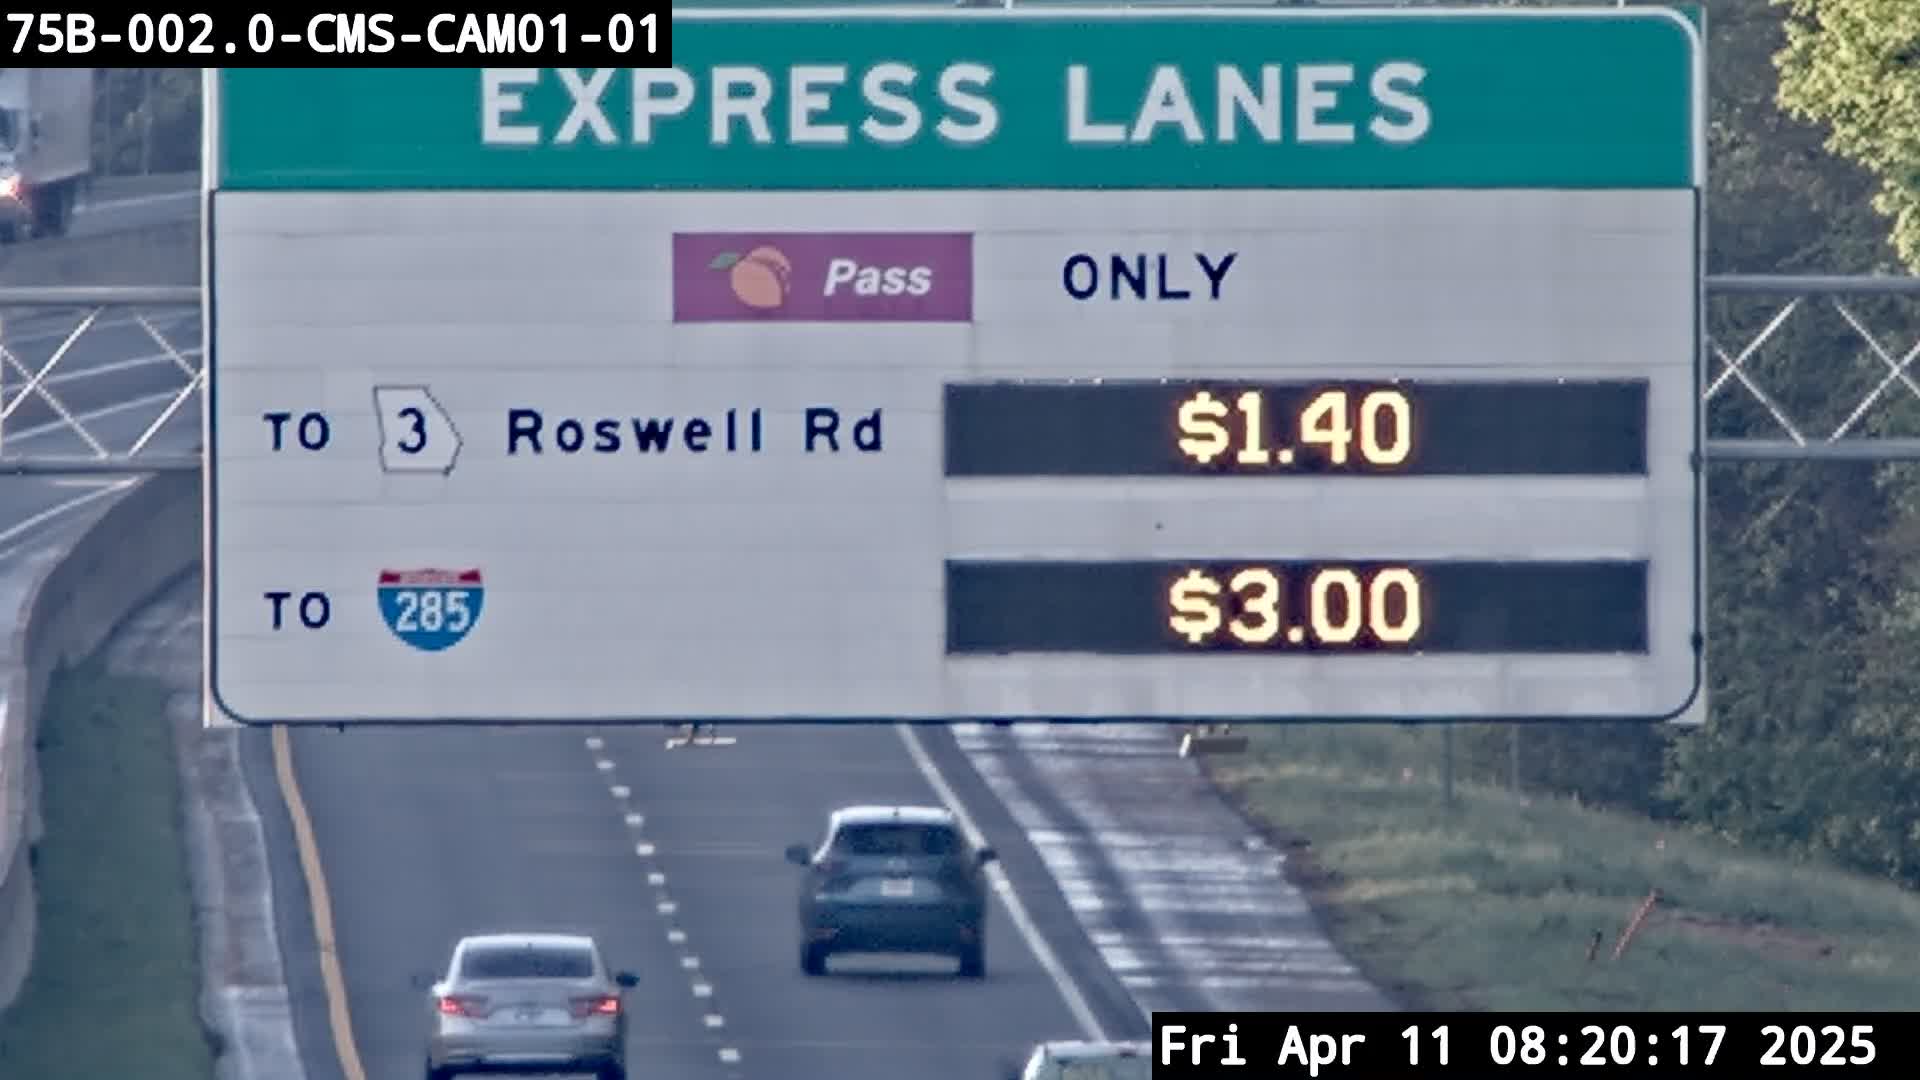 75B-002.0-CMS-CAM01-01
EXPRESS LANES
Pass ONLY
TO 3 Roswell Rd $1.40
TO 285 $3.00
Fri Apr 11 08:20:17 2025